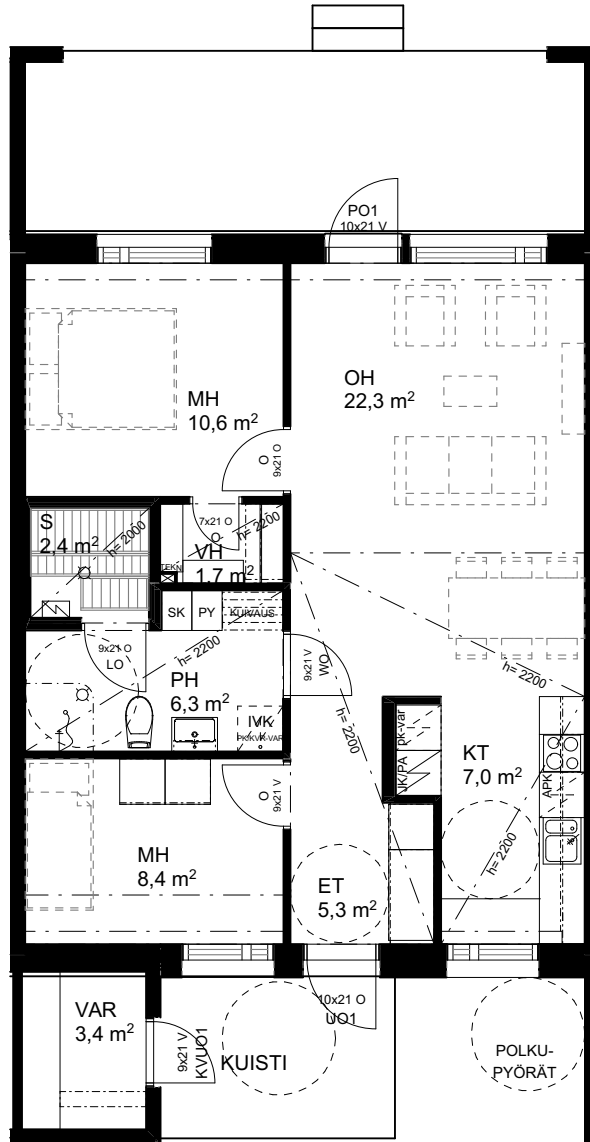 PO1
10x21 V
MH
10,6 m²
OH
22,3 m²
O
9x21 O
S
2,4 m²
h= 2000
7x21 O
O
h= 2200
VH
1,7 m²
TEKN
SK
PY
KUIVAUS
9x21 O
LO
h= 2200
PH
6,3 m²
9x21 V
WO
IVK
PK/KVR-VAR
h= 2200
h= 2200
pk-var
JK/PA
KT
7,0 m²
APK
h= 2200
O
9x21 V
MH
8,4 m²
ET
5,3 m²
VAR
3,4 m²
9x21 V
KVUO1
10x21 O
UO1
KUISTI
POLKU-
PYÖRÄT